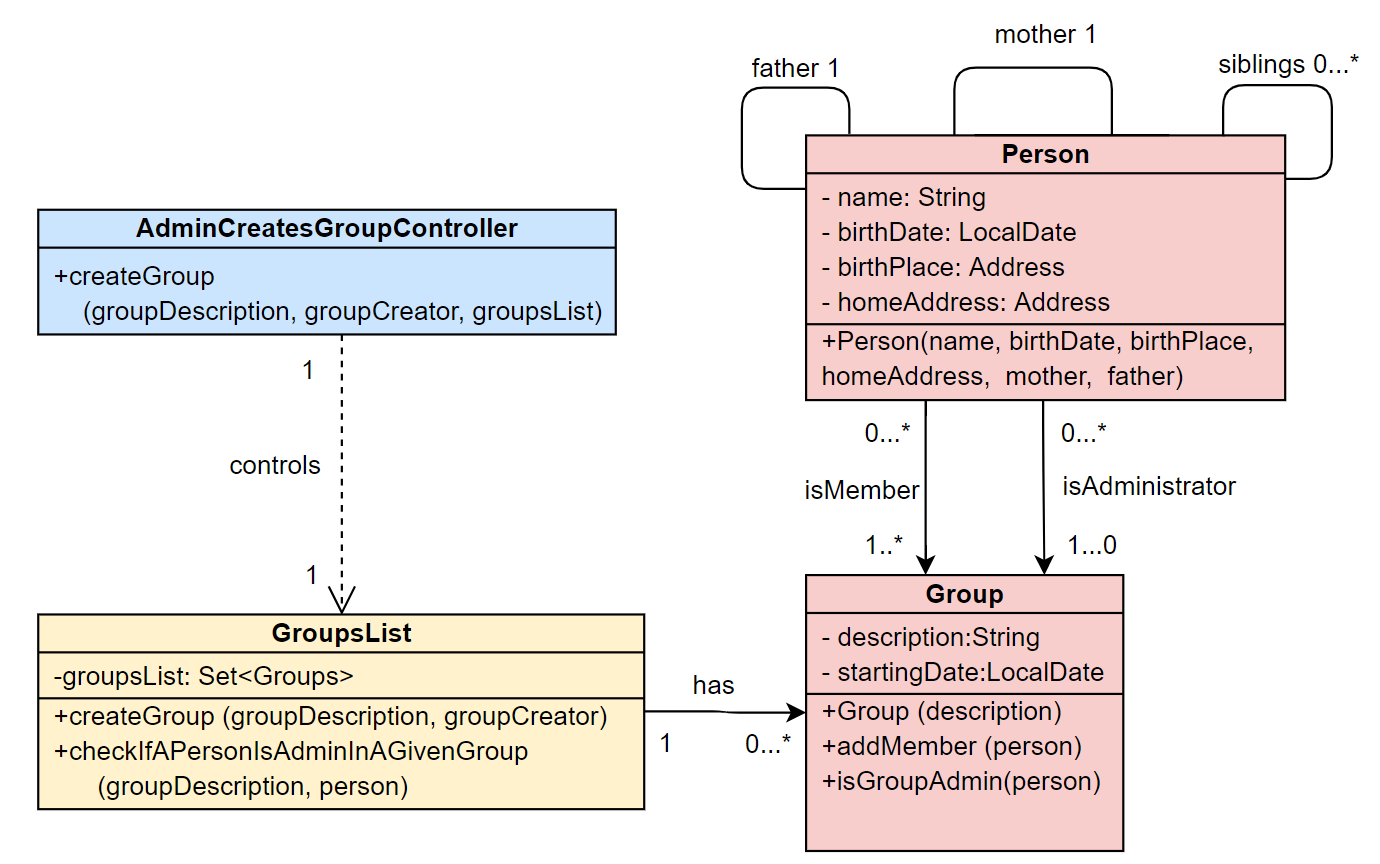 mother 1
father 1
siblings 0...*
Person
- name: String
- birthDate: LocalDate
- birthPlace: Address
- homeAddress: Address
+Person(name, birthDate, birthPlace,
homeAddress, mother, father)
AdminCreatesGroupController
+createGroup
(groupDescription, groupCreator, groupsList)
1
controls
1
0...*
0...*
isMember
isAdministrator
1..*
1...0
GroupsList
-groupsList: Set<Groups>
+createGroup (groupDescription, groupCreator)
+checkIfAPersonIsAdminInAGivenGroup
(groupDescription, person)
has
1
0...*
Group
- description:String
- startingDate:LocalDate
+Group (description)
+addMember (person)
+isGroupAdmin(person)